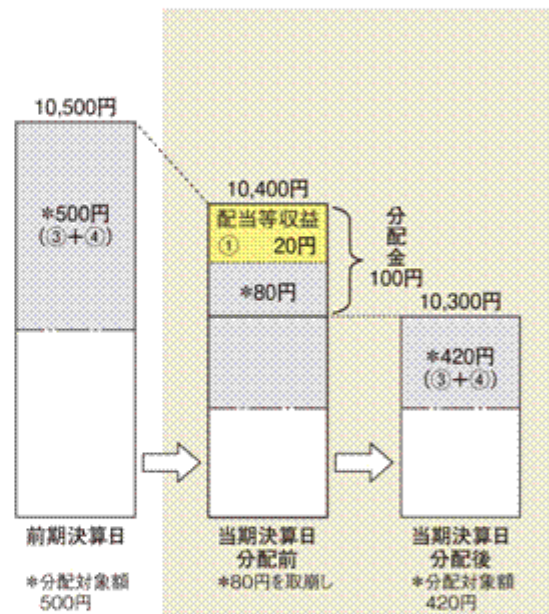 10,500円
*500円
(③+④)
10,400円
配当等収益
① 20円
*80円
分配金
100円
10,300円
*420円
(③+④)
前期決算日
*分配対象額
500円
当期決算日
分配前
*80円を取崩し
当期決算日
分配後
*分配対象額
420円